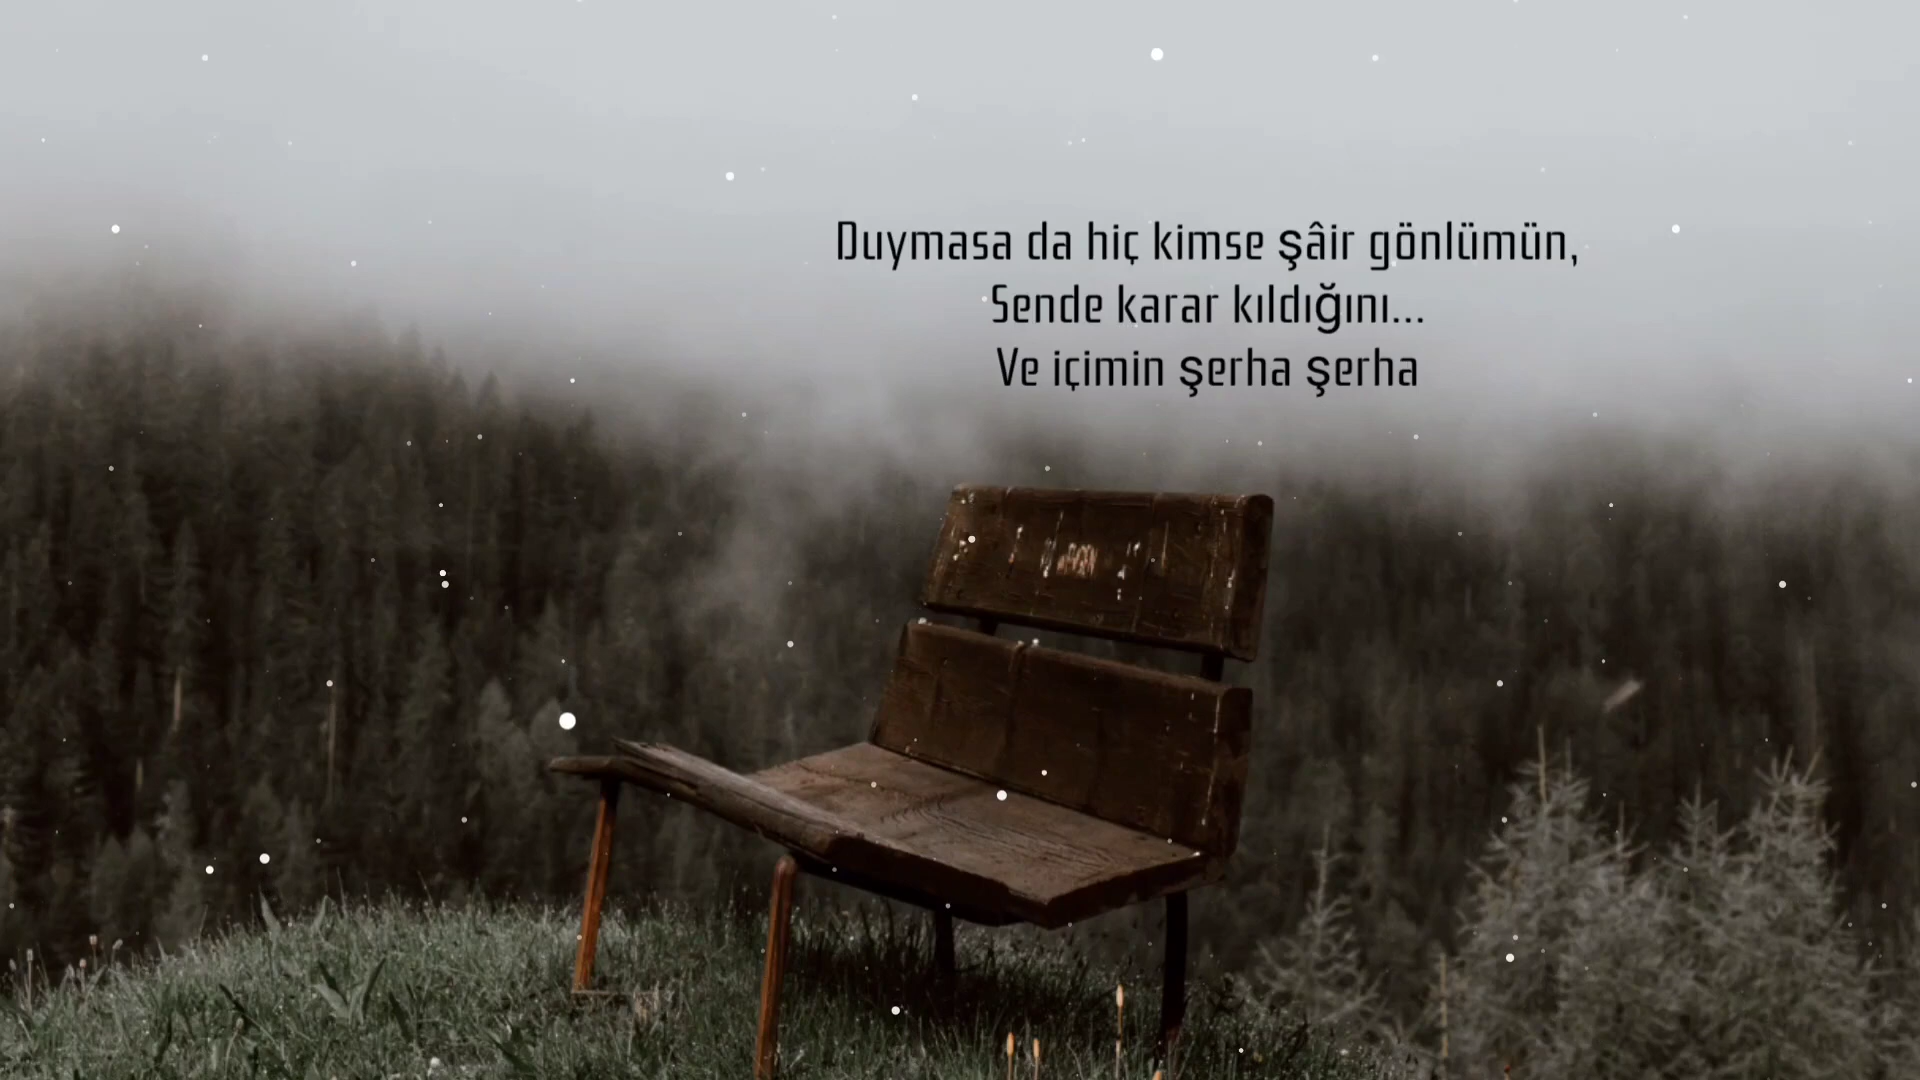 Duymasa da hiç kimse şâir gönlümün,
Sende karar kıldığını...
Ve içimin şerha şerha